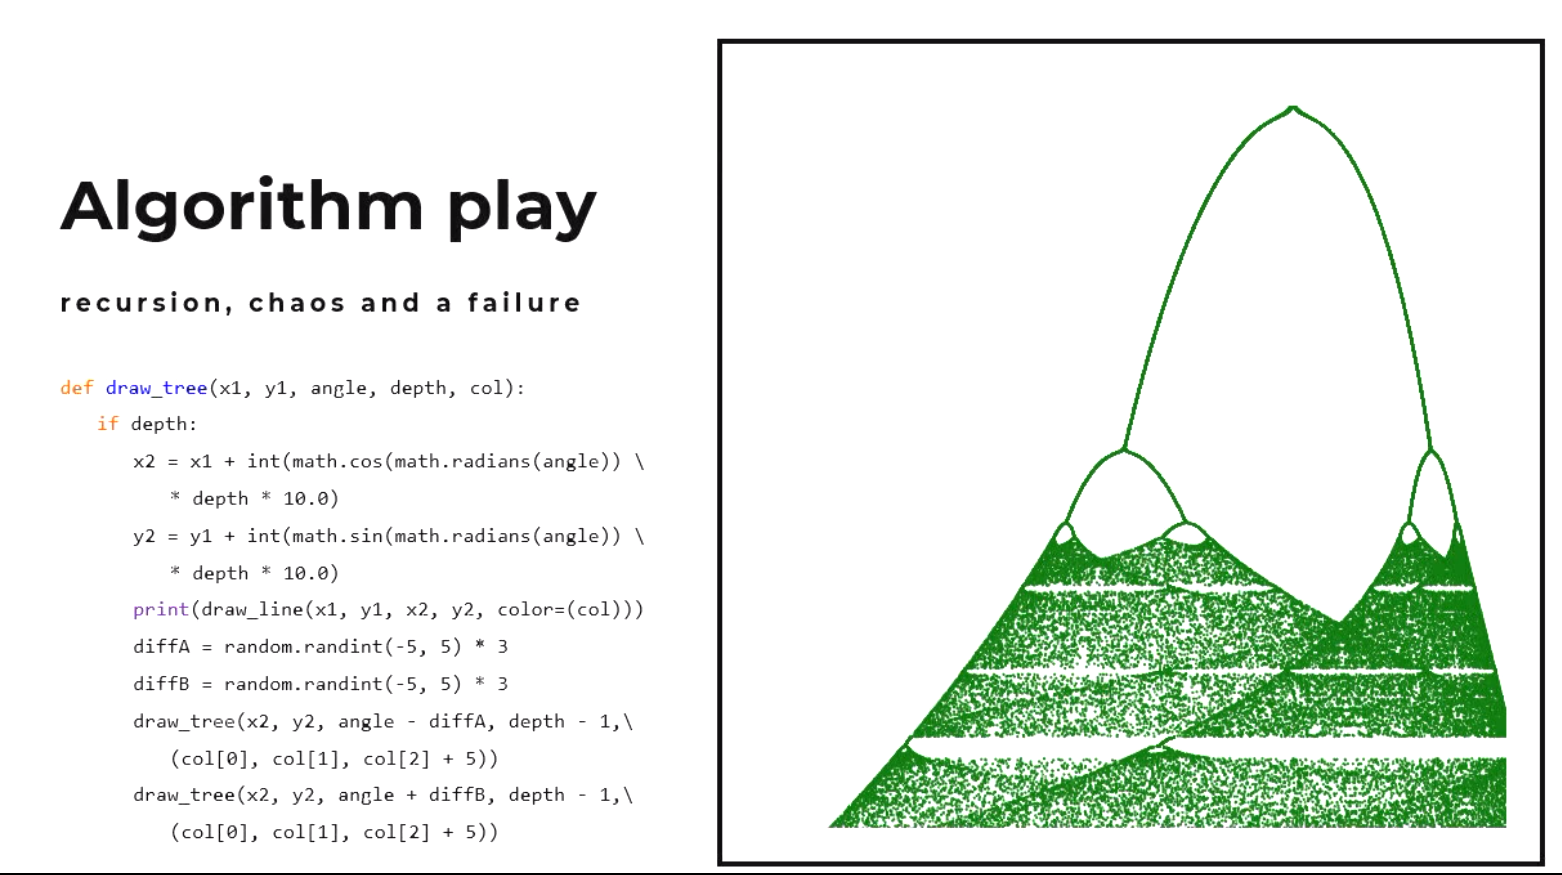 Algorithm play
recursion, chaos and a failure
def draw_tree(x1, y1, angle, depth, col):
if depth:
x2 = x1 + int(math.cos(math.radians(angle)) \
* depth * 10.0)
y2 = y1 + int(math.sin(math.radians(angle)) \
* depth * 10.0)
print(draw_line(x1, y1, x2, y2, color=(col)))
diffA = random.randint(-5, 5) * 3
diffB = random.randint(-5, 5) * 3
draw_tree(x2, y2, angle - diffA, depth - 1,\
(col[0], col[1], col[2] + 5))
draw_tree(x2, y2, angle + diffB, depth - 1,\
(col[0], col[1], col[2] + 5))